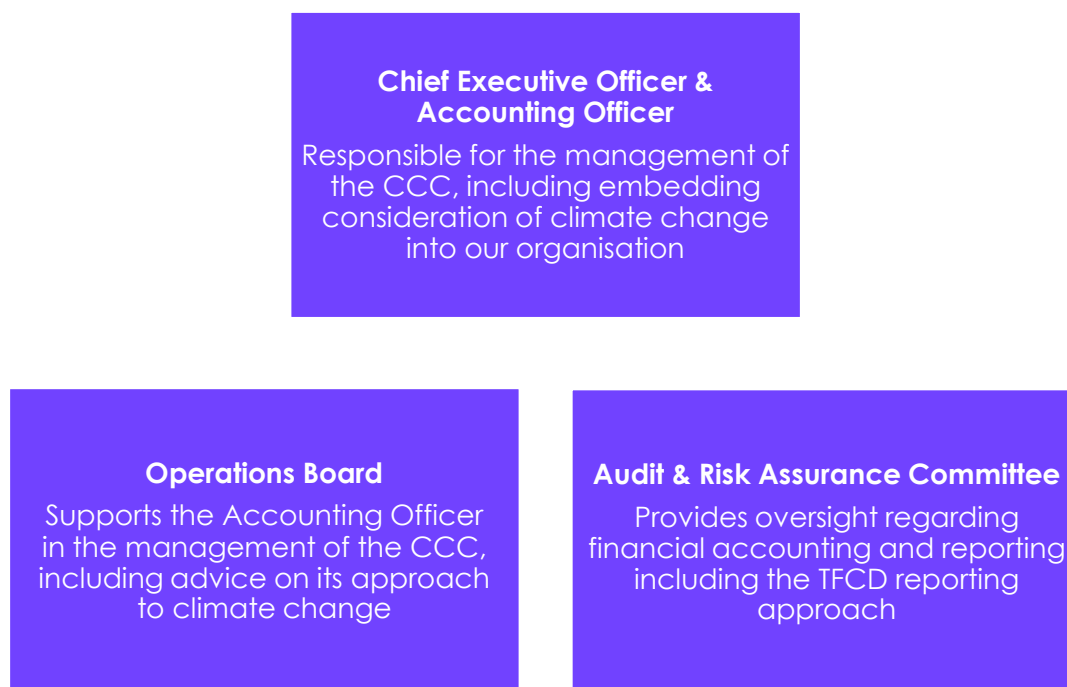 Chief Executive Officer &
Accounting Officer
Responsible for the management of
the CCC, including embedding
consideration of climate change
into our organisation
Operations Board
Supports the Accounting Officer
in the management of the CCC,
including advice on its approach
to climate change
Audit & Risk Assurance Committee
Provides oversight regarding
financial accounting and reporting
including the TFCD reporting
approach